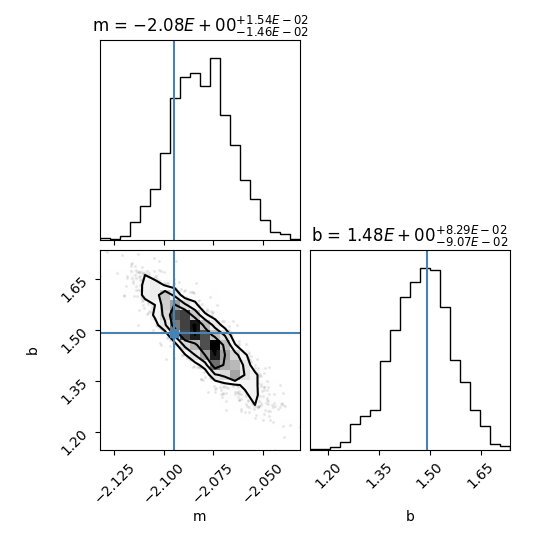 m = −2.08E + 00+1.54E − 02
−1.46E − 02
b = 1.48E + 00+8.29E − 02
−9.07E − 02
1.65
1.50
1.35
1.20
b
−2.125
−2.100
−2.075
−2.050
m
1.20
1.35
1.50
1.65
b